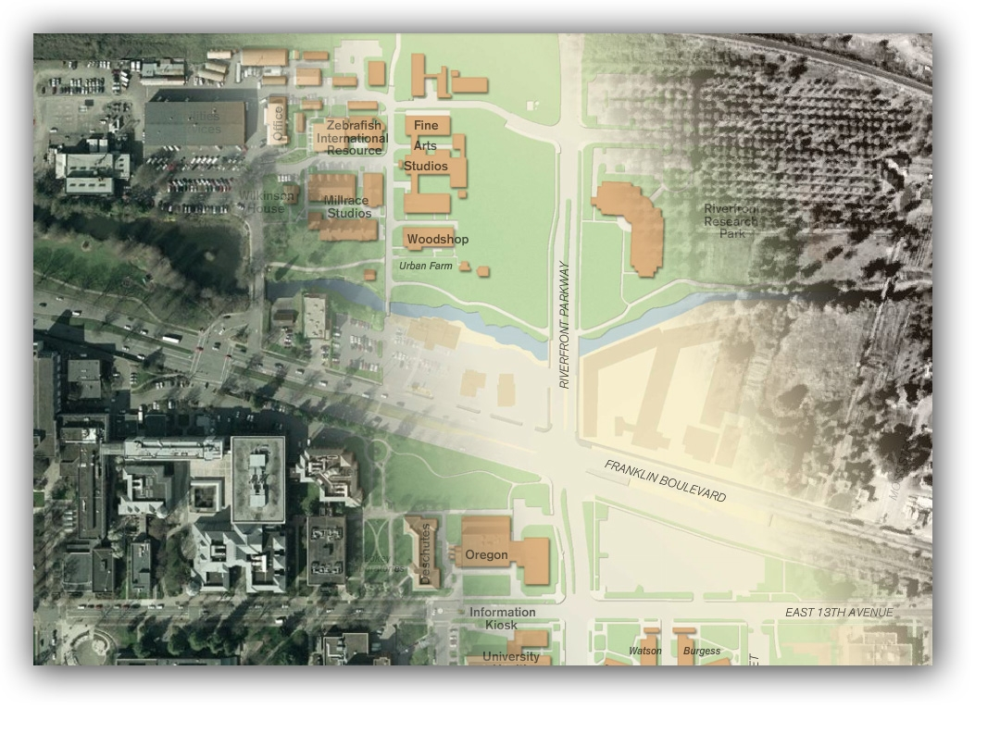 Office
Zebrafish
International
Resource
Fine
Arts
Studios
Wilkinson
House
Millrace
Studios
Riverfront
Research
Park
Woodshop
Urban Farm
RIVERFRONT PARKWAY
FRANKLIN BOULEVARD
Deschutes
Oregon
Information
Kiosk
EAST 13TH AVENUE
University
Watson
Burgess